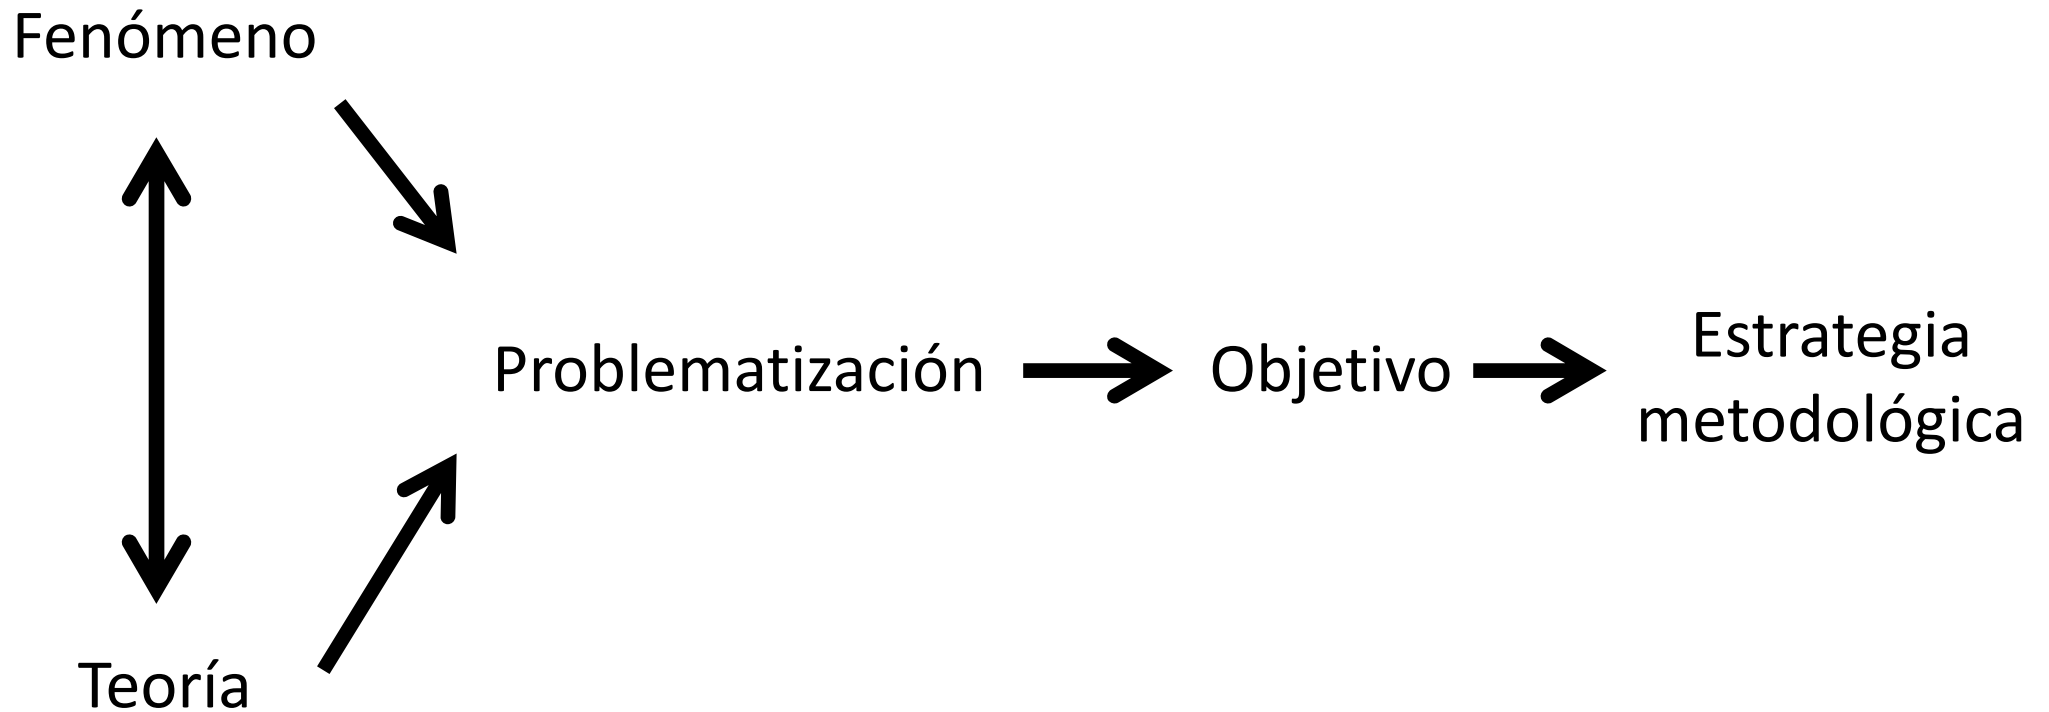 Fenómeno
Problematización
Objetivo
Estrategia
metodológica
Teoría